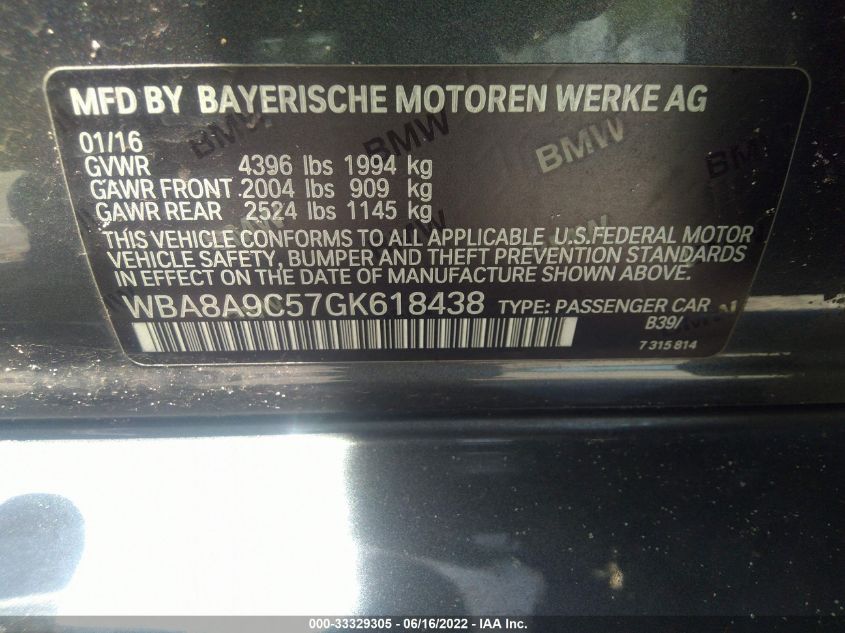 MFD BY BAYERISCHE MOTOREN WERKE AG
01/16
GVWR 4396 lbs 1994 kg
GAWR FRONT 2004 lbs 909 kg
GAWR REAR 2524 lbs 1145 kg
THIS VEHICLE CONFORMS TO ALL APPLICABLE U.S.FEDERAL MOTOR
VEHICLE SAFETY, BUMPER AND THEFT PREVENTION STANDARDS
IN EFFECT ON THE DATE OF MANUFACTURE SHOWN ABOVE.
WBA8A9C57GK618438 TYPE: PASSENGER CAR
B39/
7 315 814
BMW
BMW
BMW
000-33329305 - 06/16/2022 - IAA Inc.